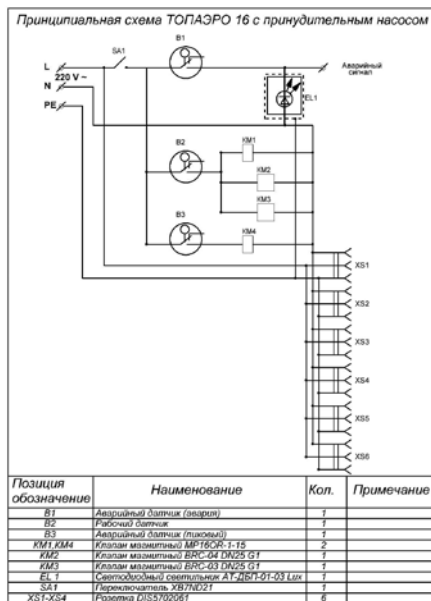 Принципиальная схема ТОПАЭРО 16 с принудительным насосом
B1
SA1
L
220 V ~
N
PE
Аварийный
сигнал
EL1
B2
KM1
KM2
KM3
B3
KM4
XS1
XS2
XS3
XS4
XS5
XS6
Позиция обозначение Наименование Кол. Примечание
B1 Аварийный датчик (авария) 1
B2 Рабочий датчик 1
B3 Аварийный датчик (пиковый) 1
KM1,KM4 Клапан магнитный MP16OR-1-15 2
KM2 Клапан магнитный BRC-04 DN25 G1 1
KM3 Клапан магнитный BRC-03 DN25 G1 1
EL 1 Светодиодный светильник АТ-ДБП-01-03 Lux 1
SA1 Переключатель XB7ND21 1
XS1-XS4 Розетка DIS5702061 6